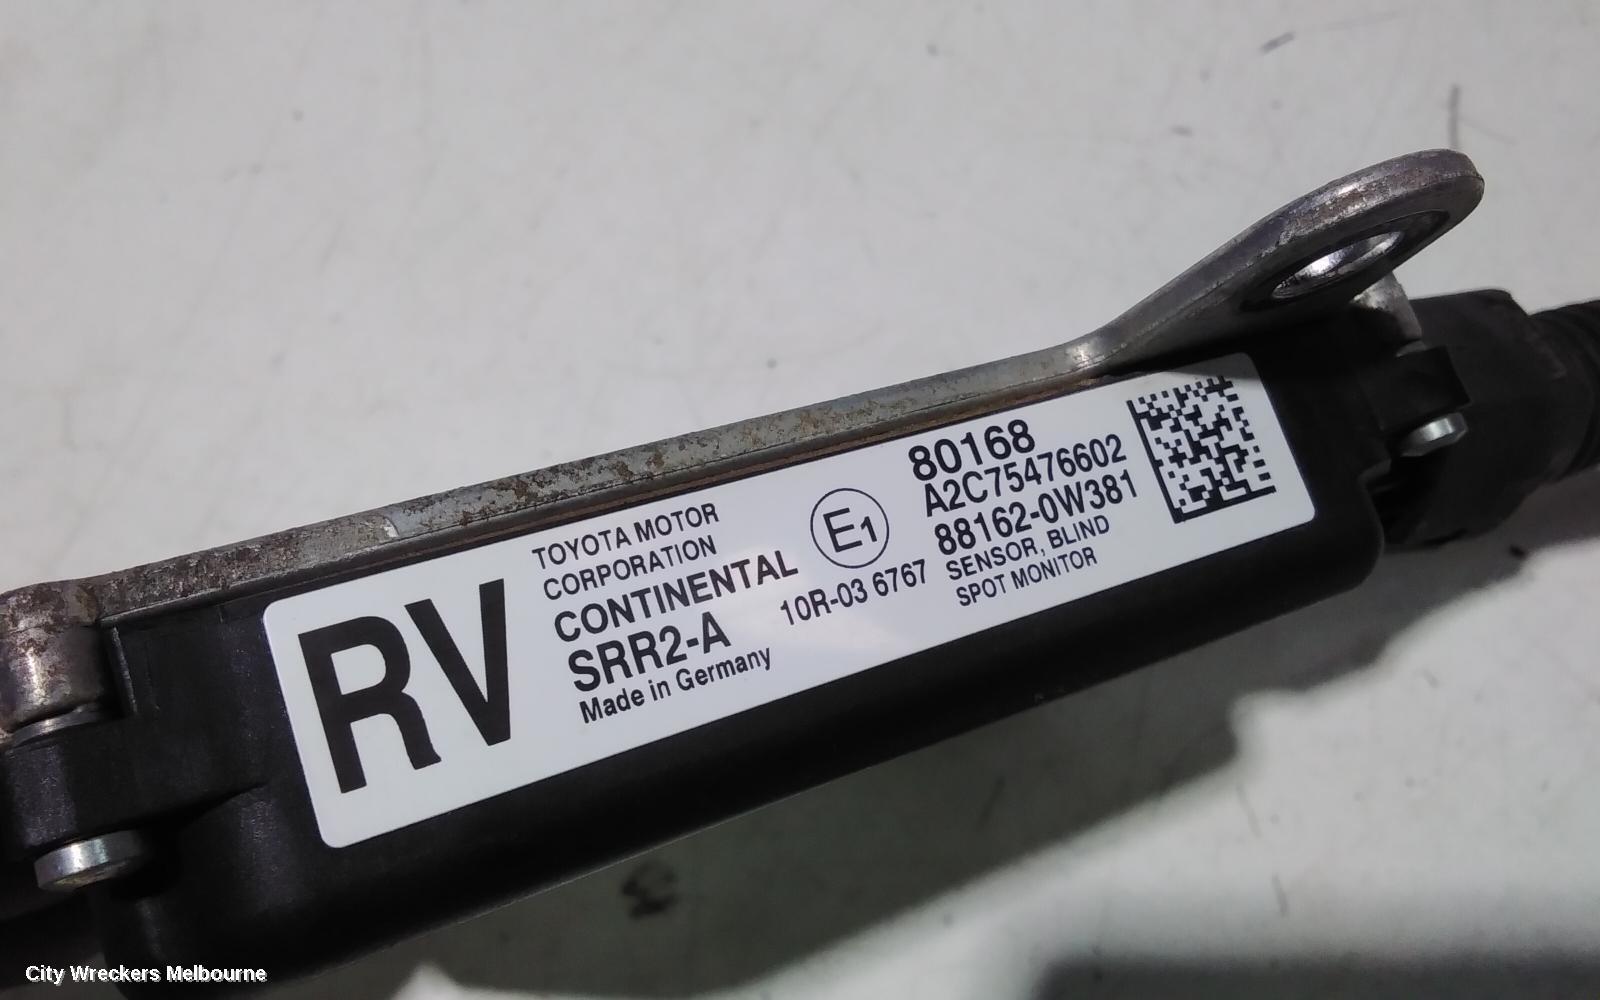 RV
TOYOTA MOTOR
CORPORATION
CONTINENTAL
SRR2-A
Made in Germany
E1
10R-03 6767
80168
A2C75476602
88162-0W381
SENSOR, BLIND
SPOT MONITOR
City Wreckers Melbourne